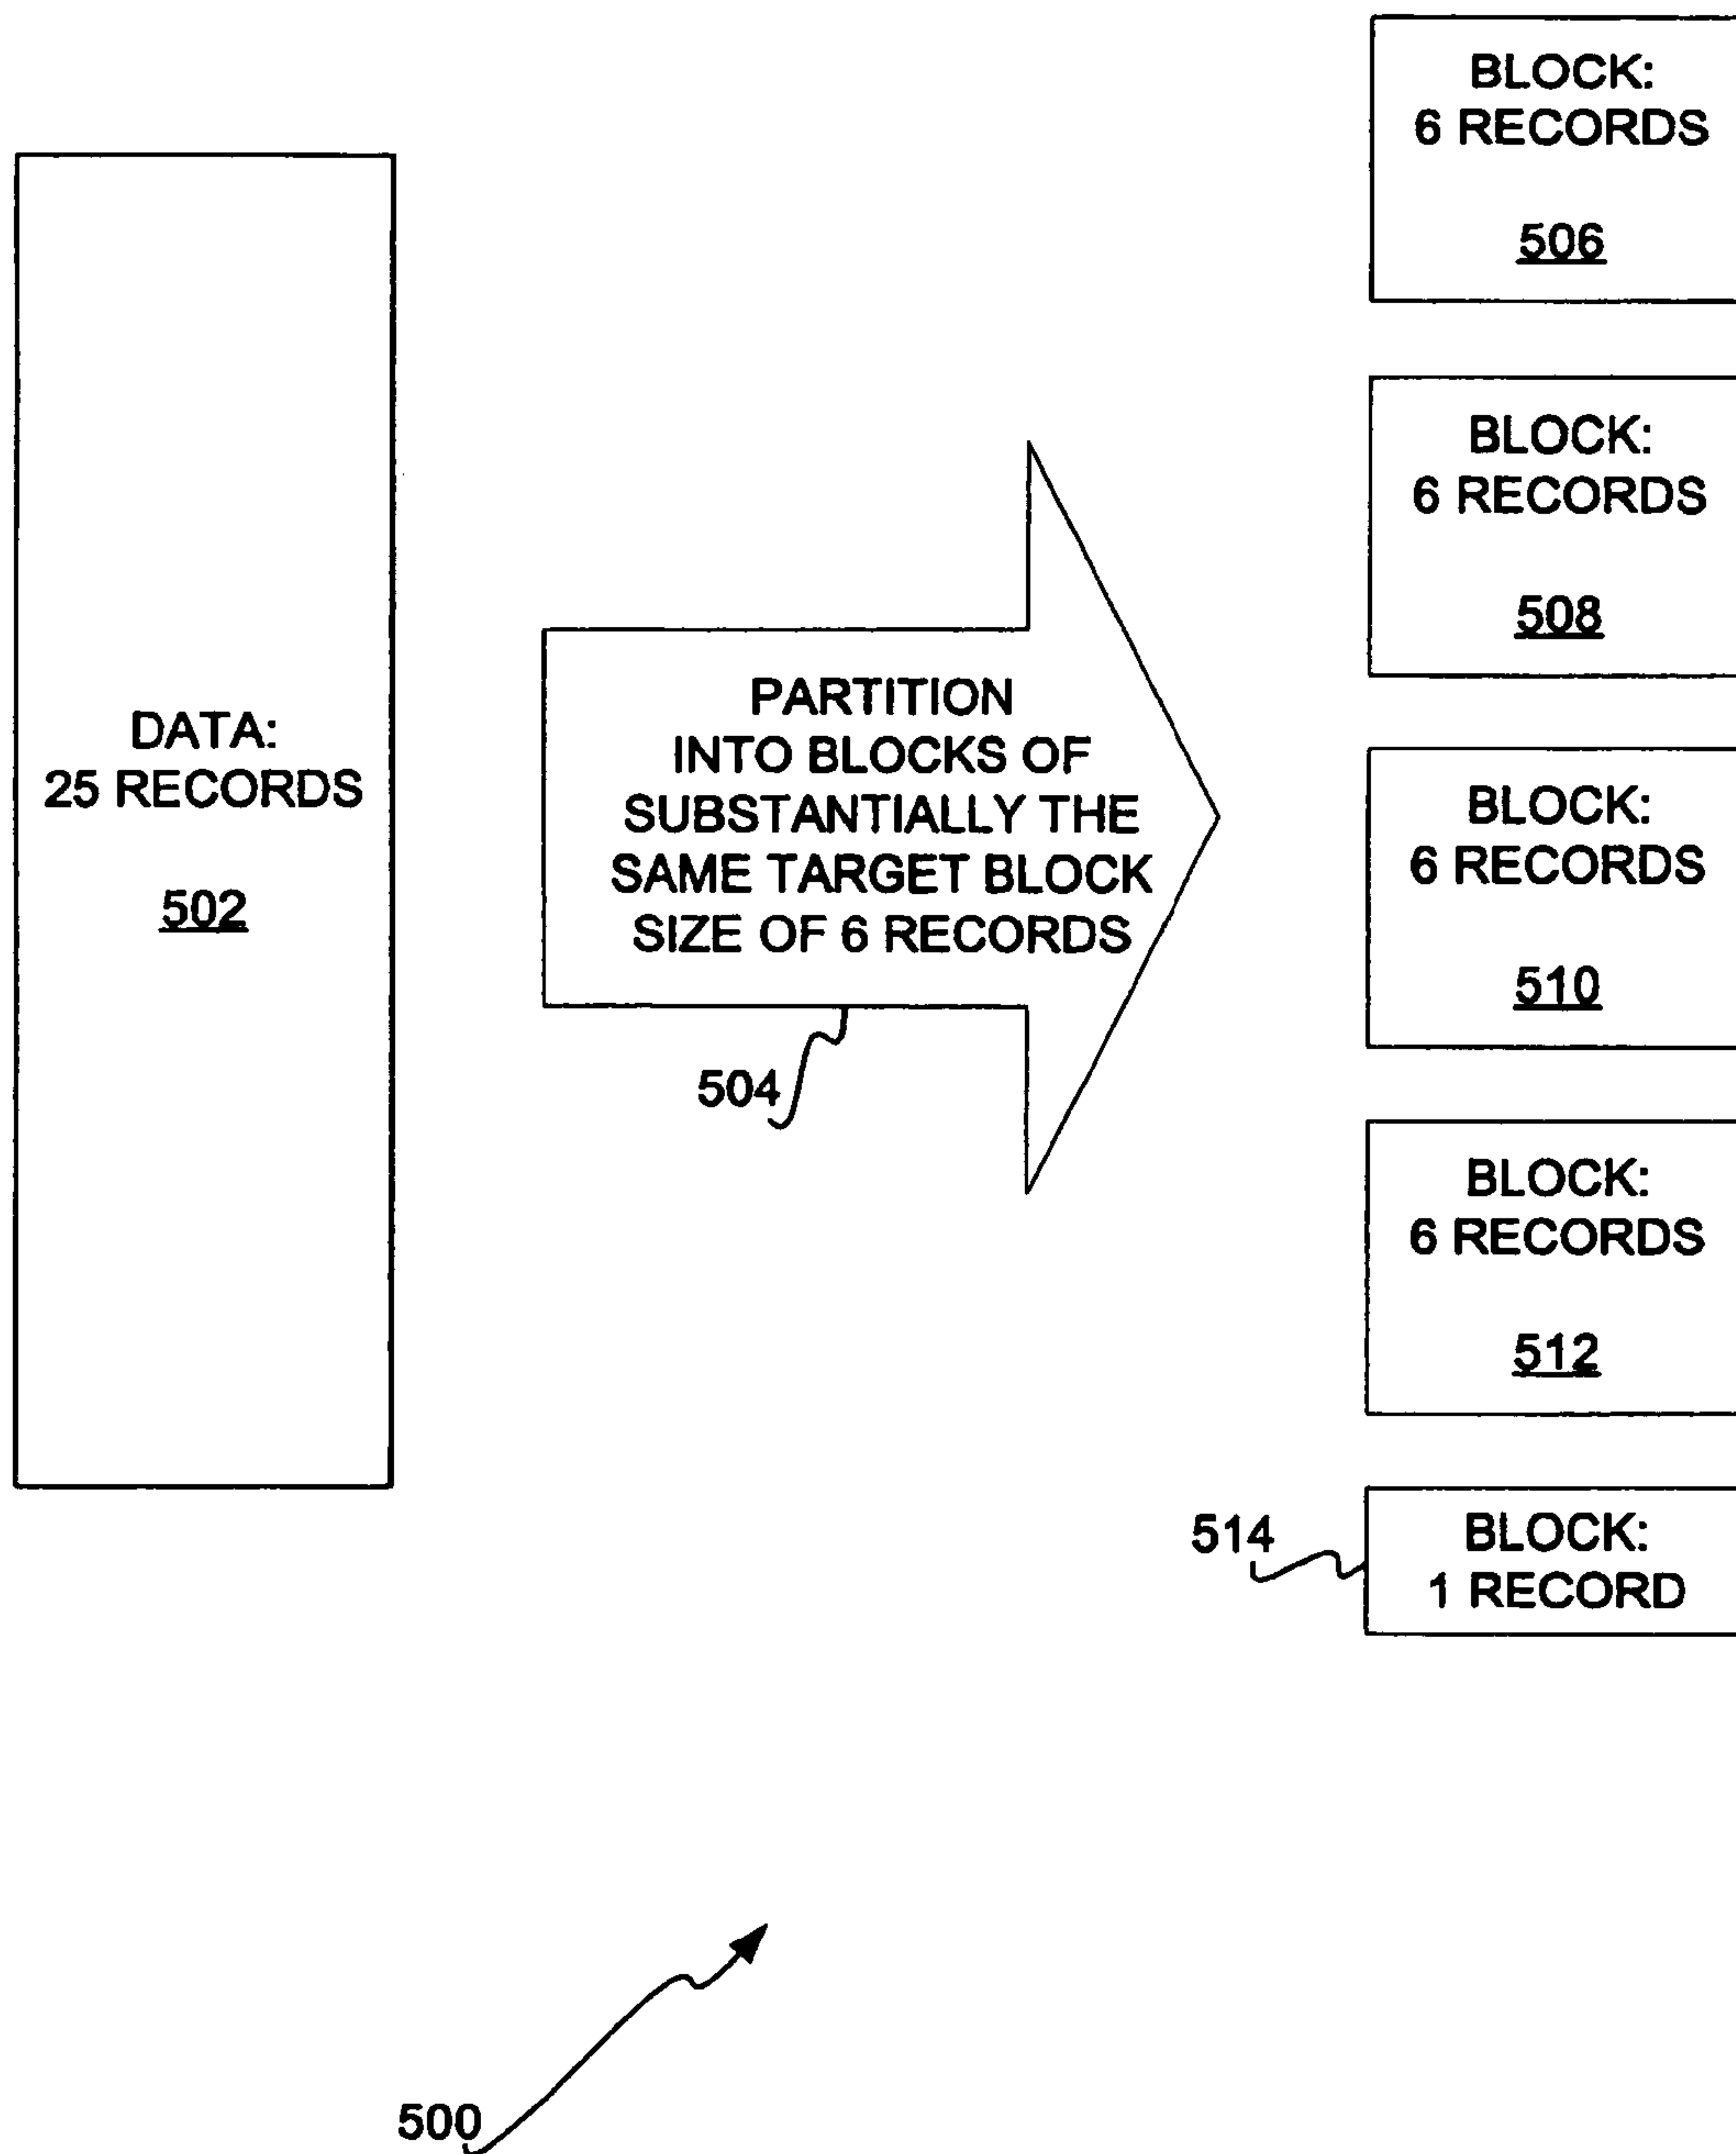 DATA:
25 RECORDS
502
PARTITION
INTO BLOCKS OF
SUBSTANTIALLY THE
SAME TARGET BLOCK
SIZE OF 6 RECORDS
504
BLOCK:
6 RECORDS
506
BLOCK:
6 RECORDS
508
BLOCK:
6 RECORDS
510
BLOCK:
6 RECORDS
512
514
BLOCK:
1 RECORD
500